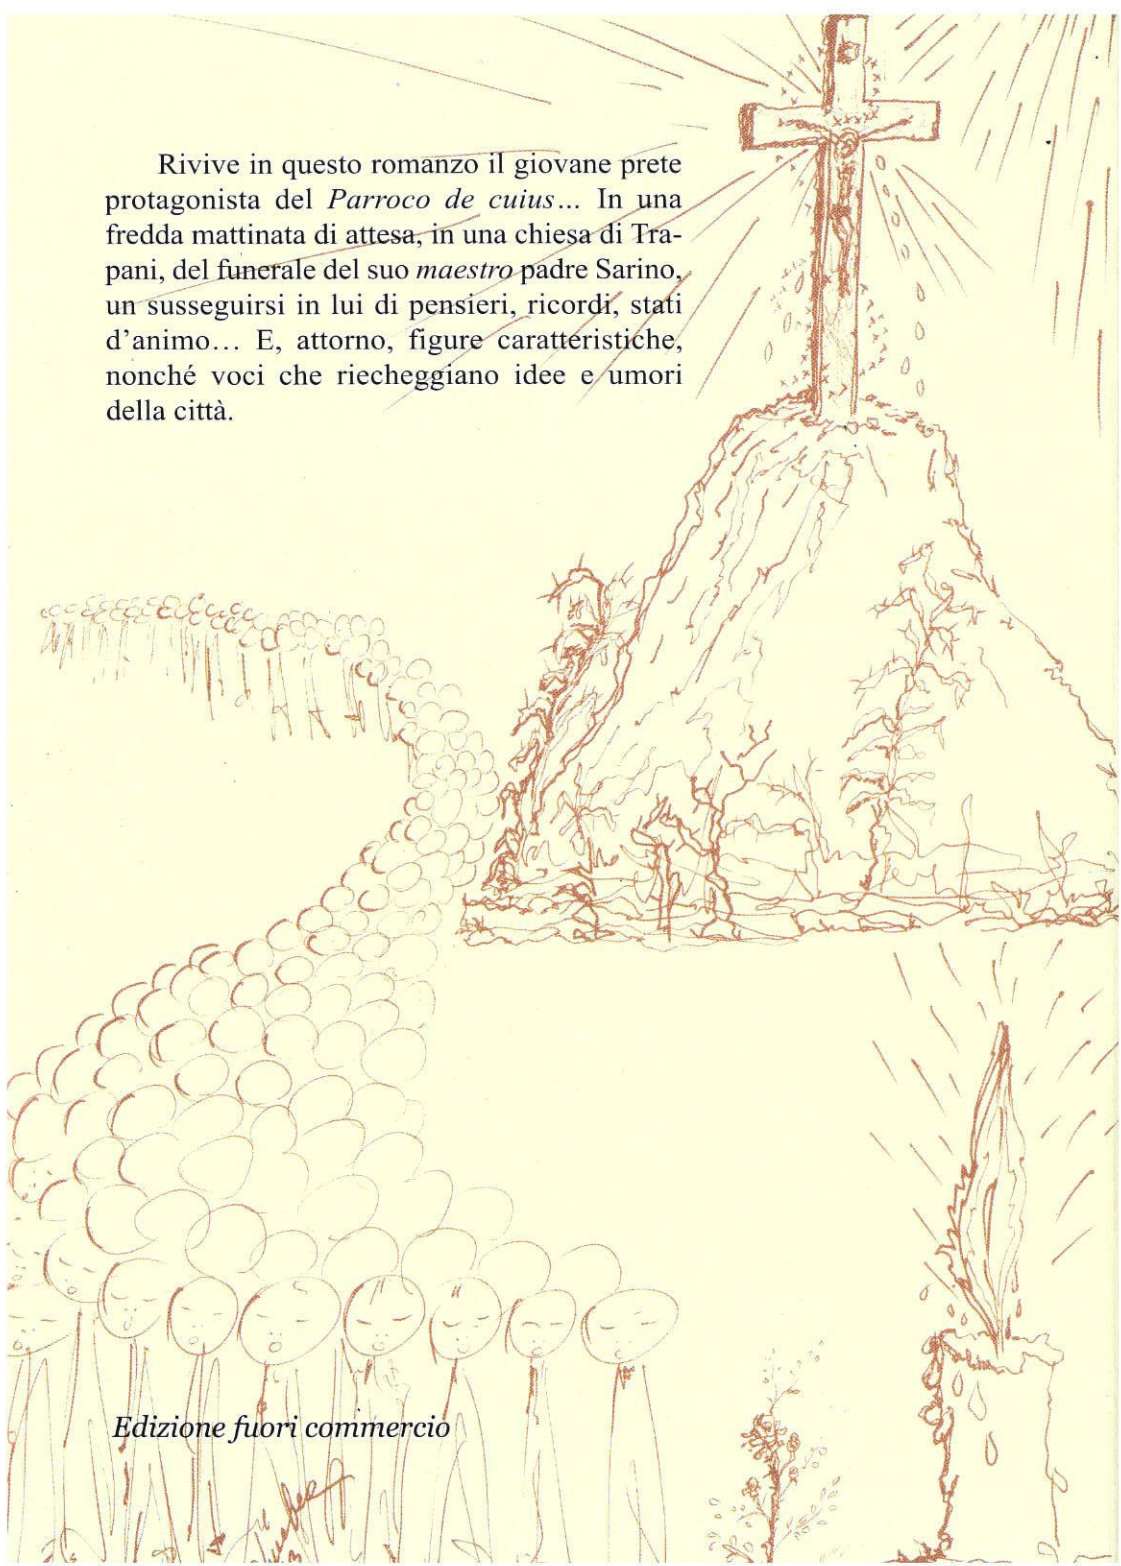 Rivive in questo romanzo il giovane prete
protagonista del Parroco de cuius… In una
fredda mattinata di attesa, in una chiesa di Tra-
pani, del funerale del suo maestro padre Sarino,
un susseguirsi in lui di pensieri, ricordi, stati
d’animo… E, attorno, figure caratteristiche,
nonché voci che riecheggiano idee e umori
della città.
Edizione fuori commercio